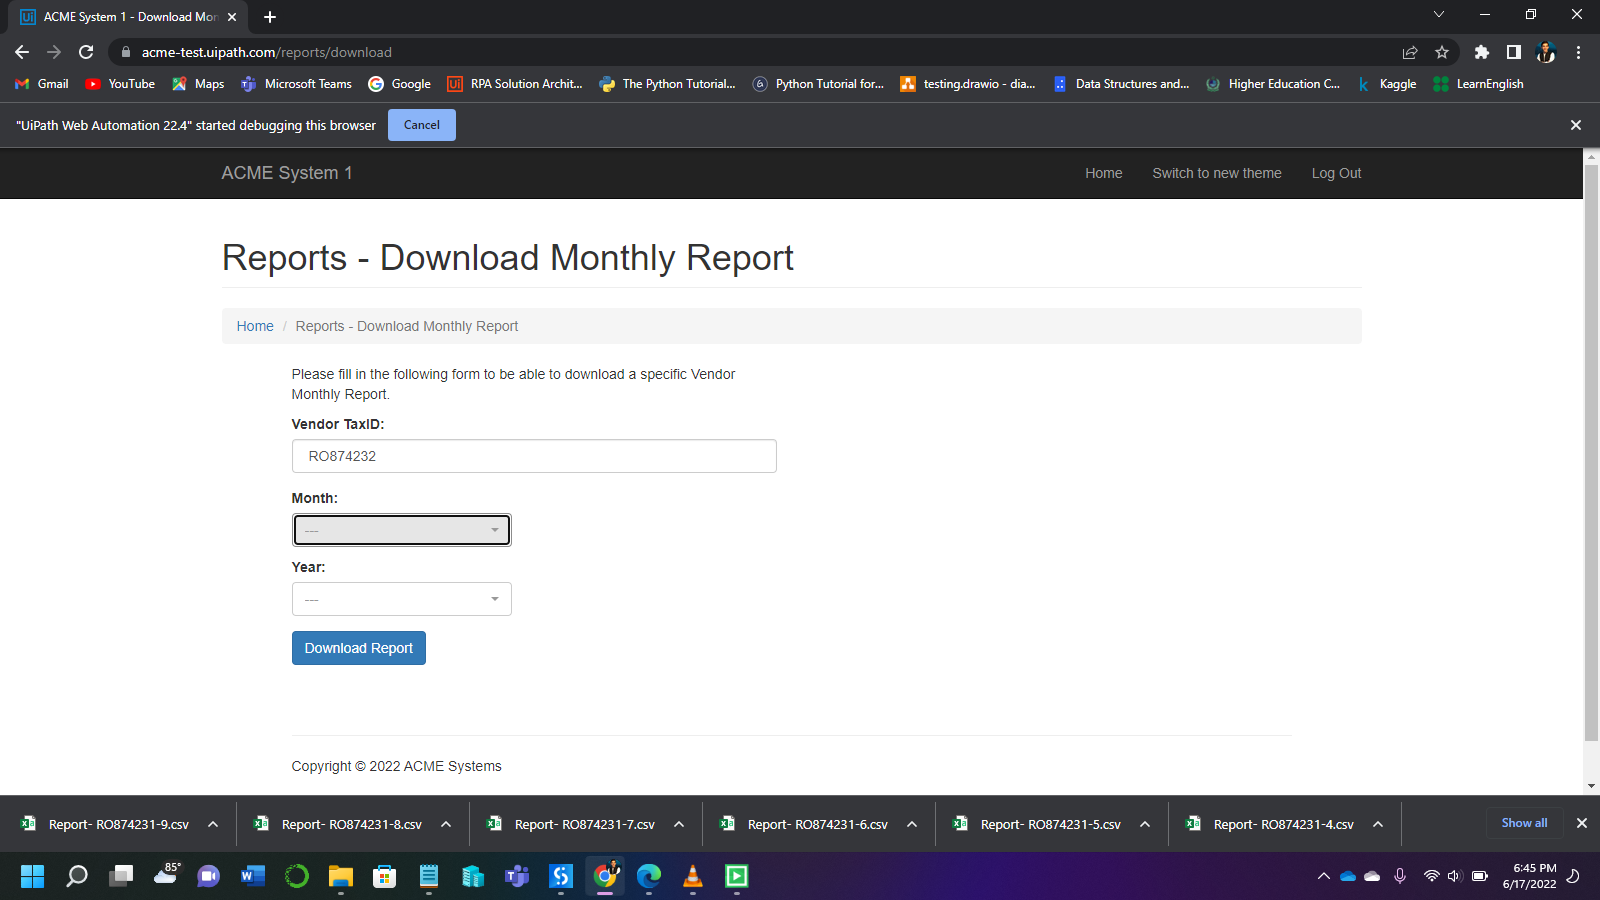 ACME System 1 - Download Mon
acme-test.uipath.com/reports/download
Gmail
YouTube
Maps
Microsoft Teams
Google
RPA Solution Archit...
The Python Tutorial...
Python Tutorial for...
testing.drawio - dia...
Data Structures and...
Higher Education C...
Kaggle
LearnEnglish
"UiPath Web Automation 22.4" started debugging this browser
Cancel
ACME System 1
Home
Switch to new theme
Log Out
Reports - Download Monthly Report
Home / Reports - Download Monthly Report
Please fill in the following form to be able to download a specific Vendor
Monthly Report.
Vendor TaxID:
RO874232
Month:
---
Year:
---
Download Report
Copyright © 2022 ACME Systems
Report- RO874231-9.csv
Report- RO874231-8.csv
Report- RO874231-7.csv
Report- RO874231-6.csv
Report- RO874231-5.csv
Report- RO874231-4.csv
Show all
85°
6:45 PM
6/17/2022